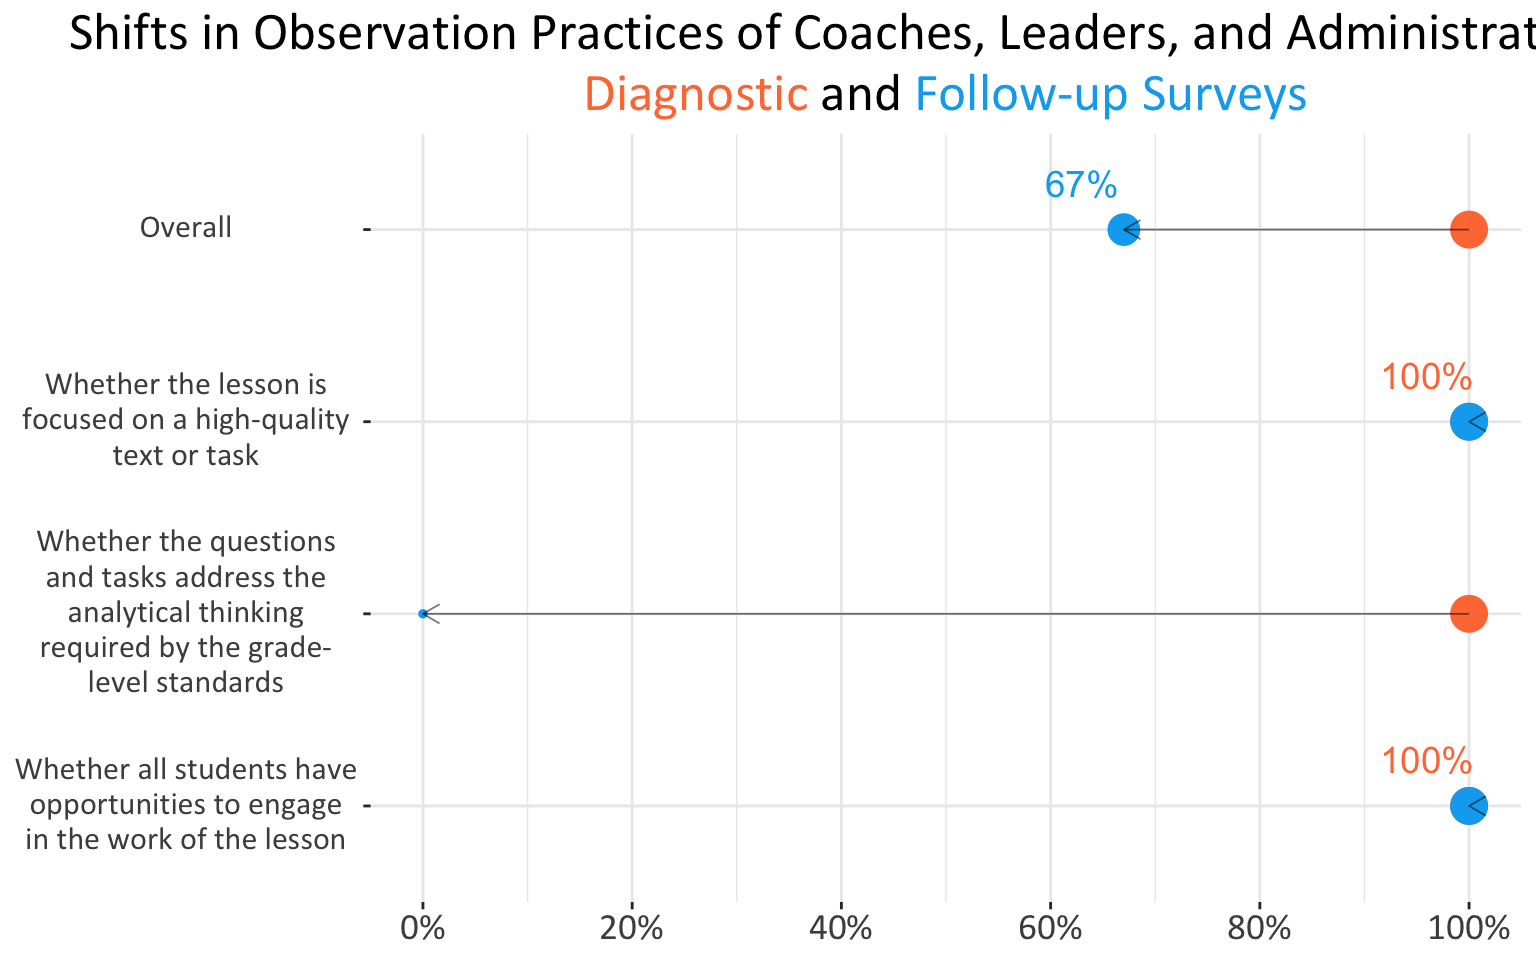 Shifts in Observation Practices of Coaches, Leaders, and Administrat
Diagnostic and Follow-up Surveys
67%
Overall
100%
Whether the lesson is
focused on a high-quality
text or task
Whether the questions
and tasks address the
analytical thinking
required by the grade-
level standards
100%
Whether all students have
opportunities to engage
in the work of the lesson
0% 20% 40% 60% 80% 100%